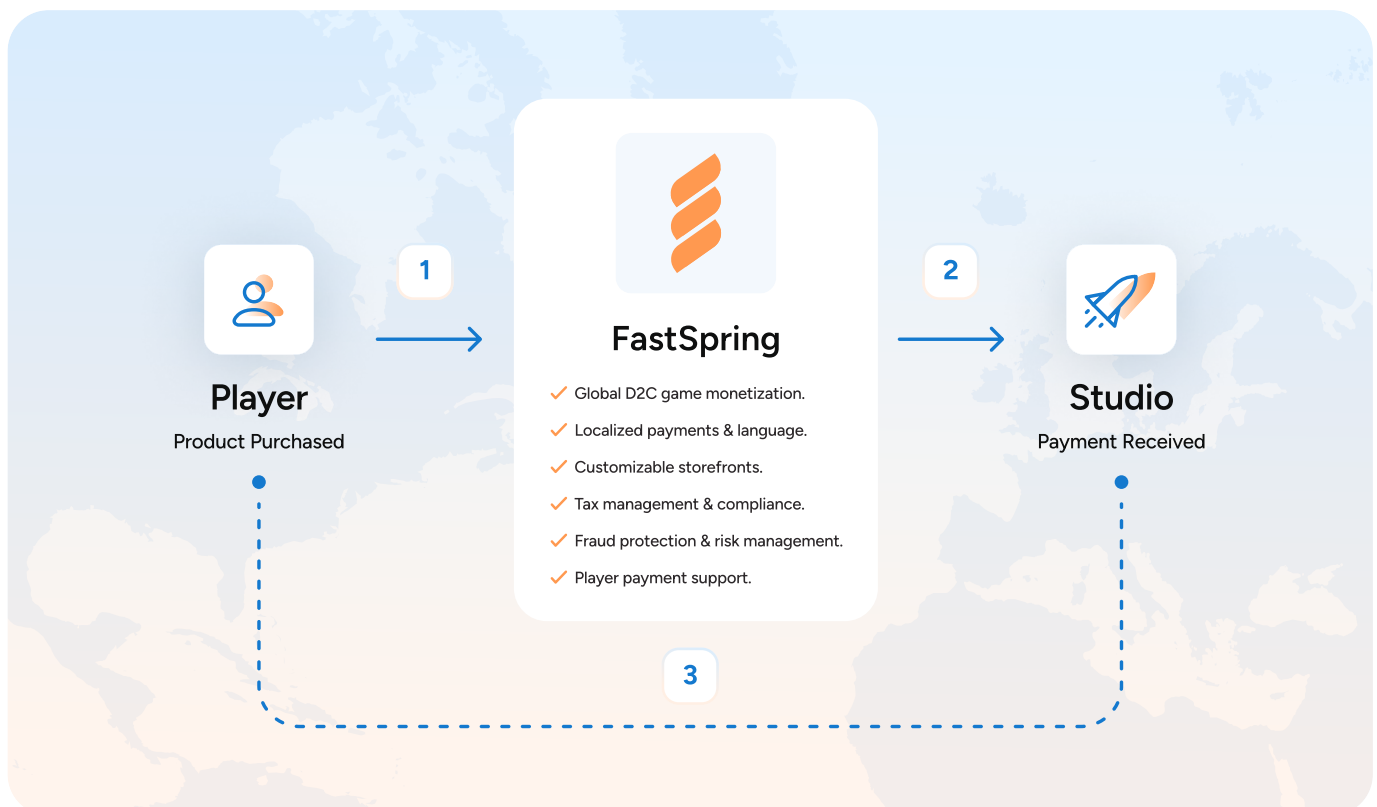 1
2
FastSpring
Global D2C game monetization.
Localized payments & language.
Customizable storefronts.
Tax management & compliance.
Fraud protection & risk management.
Player payment support.
Player
Product Purchased
Studio
Payment Received
3